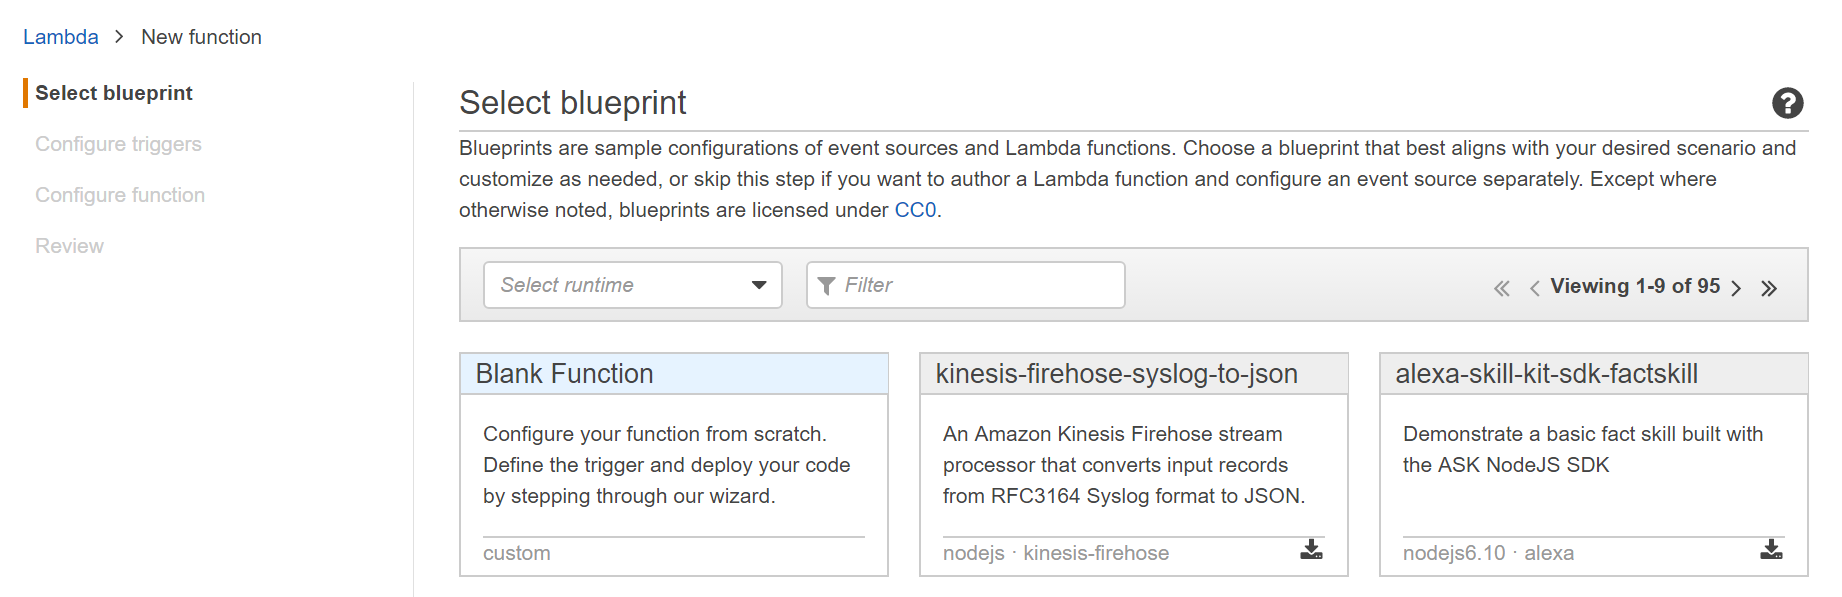 Lambda > New function
Select blueprint
Configure triggers
Configure function
Review
Select blueprint
Blueprints are sample configurations of event sources and Lambda functions. Choose a blueprint that best aligns with your desired scenario and
customize as needed, or skip this step if you want to author a Lambda function and configure an event source separately. Except where
otherwise noted, blueprints are licensed under CC0.
Select runtime
Filter
« < Viewing 1-9 of 95 > »
Blank Function
Configure your function from scratch.
Define the trigger and deploy your code
by stepping through our wizard.
custom
kinesis-firehose-syslog-to-json
An Amazon Kinesis Firehose stream
processor that converts input records
from RFC3164 Syslog format to JSON.
nodejs · kinesis-firehose
alexa-skill-kit-sdk-factskill
Demonstrate a basic fact skill built with
the ASK NodeJS SDK
nodejs6.10 · alexa